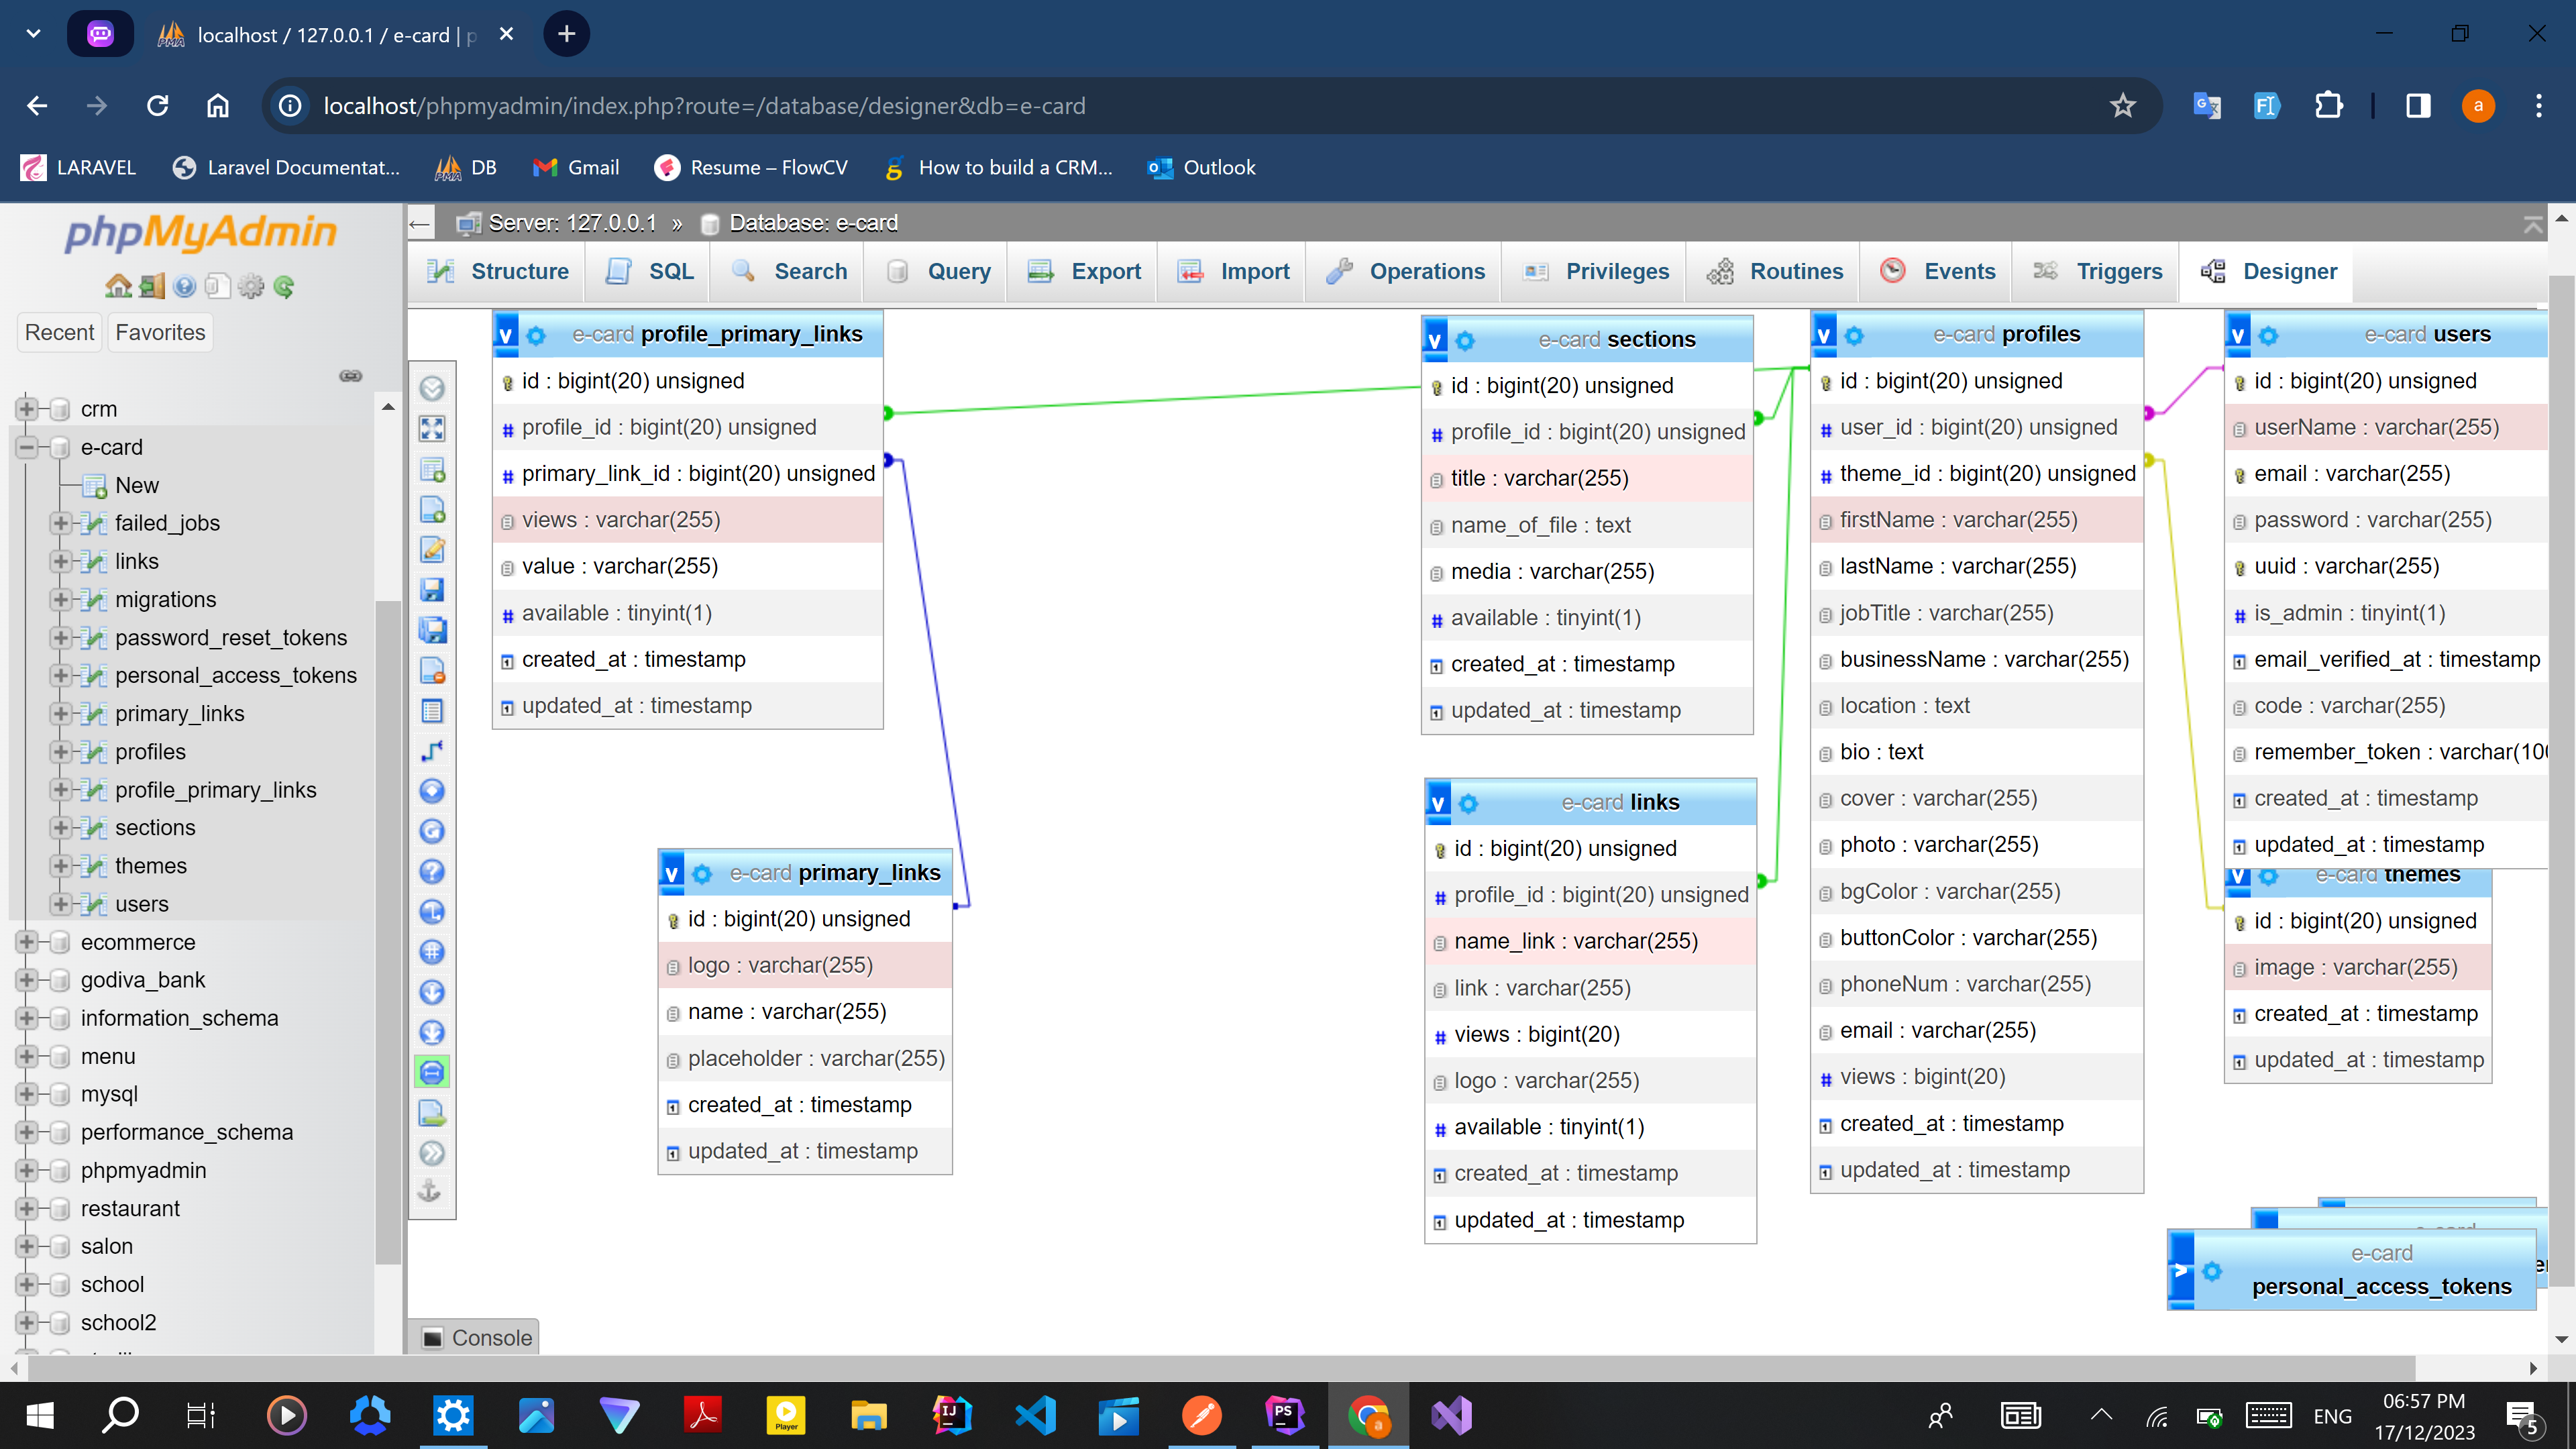 localhost / 127.0.0.1 / e-card | p
localhost/phpmyadmin/index.php?route=/database/designer&db=e-card
a
LARAVEL
Laravel Documentat...
DB
Gmail
Resume – FlowCV
How to build a CRM...
Outlook
phpMyAdmin
Recent
Favorites
crm
e-card
New
failed_jobs
links
migrations
password_reset_tokens
personal_access_tokens
primary_links
profiles
profile_primary_links
sections
themes
users
ecommerce
godiva_bank
information_schema
menu
mysql
performance_schema
phpmyadmin
restaurant
salon
school
school2
Server: 127.0.0.1 » Database: e-card
Structure
SQL
Search
Query
Export
Import
Operations
Privileges
Routines
Events
Triggers
Designer
e-card profile_primary_links
id : bigint(20) unsigned
profile_id : bigint(20) unsigned
primary_link_id : bigint(20) unsigned
views : varchar(255)
value : varchar(255)
available : tinyint(1)
created_at : timestamp
updated_at : timestamp
e-card primary_links
id : bigint(20) unsigned
logo : varchar(255)
name : varchar(255)
placeholder : varchar(255)
created_at : timestamp
updated_at : timestamp
e-card sections
id : bigint(20) unsigned
profile_id : bigint(20) unsigned
title : varchar(255)
name_of_file : text
media : varchar(255)
available : tinyint(1)
created_at : timestamp
updated_at : timestamp
e-card links
id : bigint(20) unsigned
profile_id : bigint(20) unsigned
name_link : varchar(255)
link : varchar(255)
views : bigint(20)
logo : varchar(255)
available : tinyint(1)
created_at : timestamp
updated_at : timestamp
e-card profiles
id : bigint(20) unsigned
user_id : bigint(20) unsigned
theme_id : bigint(20) unsigned
firstName : varchar(255)
lastName : varchar(255)
jobTitle : varchar(255)
businessName : varchar(255)
location : text
bio : text
cover : varchar(255)
photo : varchar(255)
bgColor : varchar(255)
buttonColor : varchar(255)
phoneNum : varchar(255)
email : varchar(255)
views : bigint(20)
created_at : timestamp
updated_at : timestamp
e-card users
id : bigint(20) unsigned
userName : varchar(255)
email : varchar(255)
password : varchar(255)
uuid : varchar(255)
is_admin : tinyint(1)
email_verified_at : timestamp
code : varchar(255)
remember_token : varchar(10
created_at : timestamp
updated_at : timestamp
e-card themes
id : bigint(20) unsigned
image : varchar(255)
created_at : timestamp
updated_at : timestamp
e-card
personal_access_tokens
Console
ENG
06:57 PM
17/12/2023
5